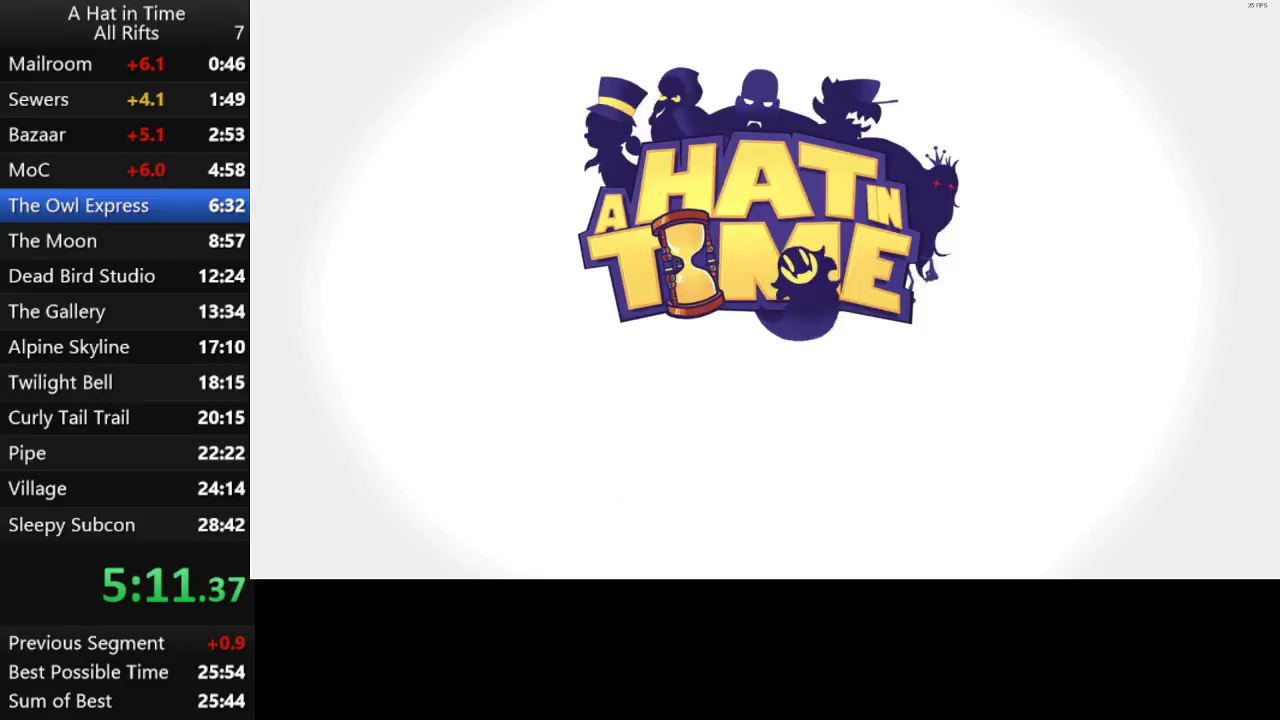 A Hat in Time
All Rifts 7
Mailroom +6.1 0:46
Sewers +4.1 1:49
Bazaar +5.1 2:53
MoC +6.0 4:58
The Owl Express 6:32
The Moon 8:57
Dead Bird Studio 12:24
The Gallery 13:34
Alpine Skyline 17:10
Twilight Bell 18:15
Curly Tail Trail 20:15
Pipe 22:22
Village 24:14
Sleepy Subcon 28:42
5:11.37
Previous Segment +0.9
Best Possible Time 25:54
Sum of Best 25:44
25 FPS
A HAT IN
TIME